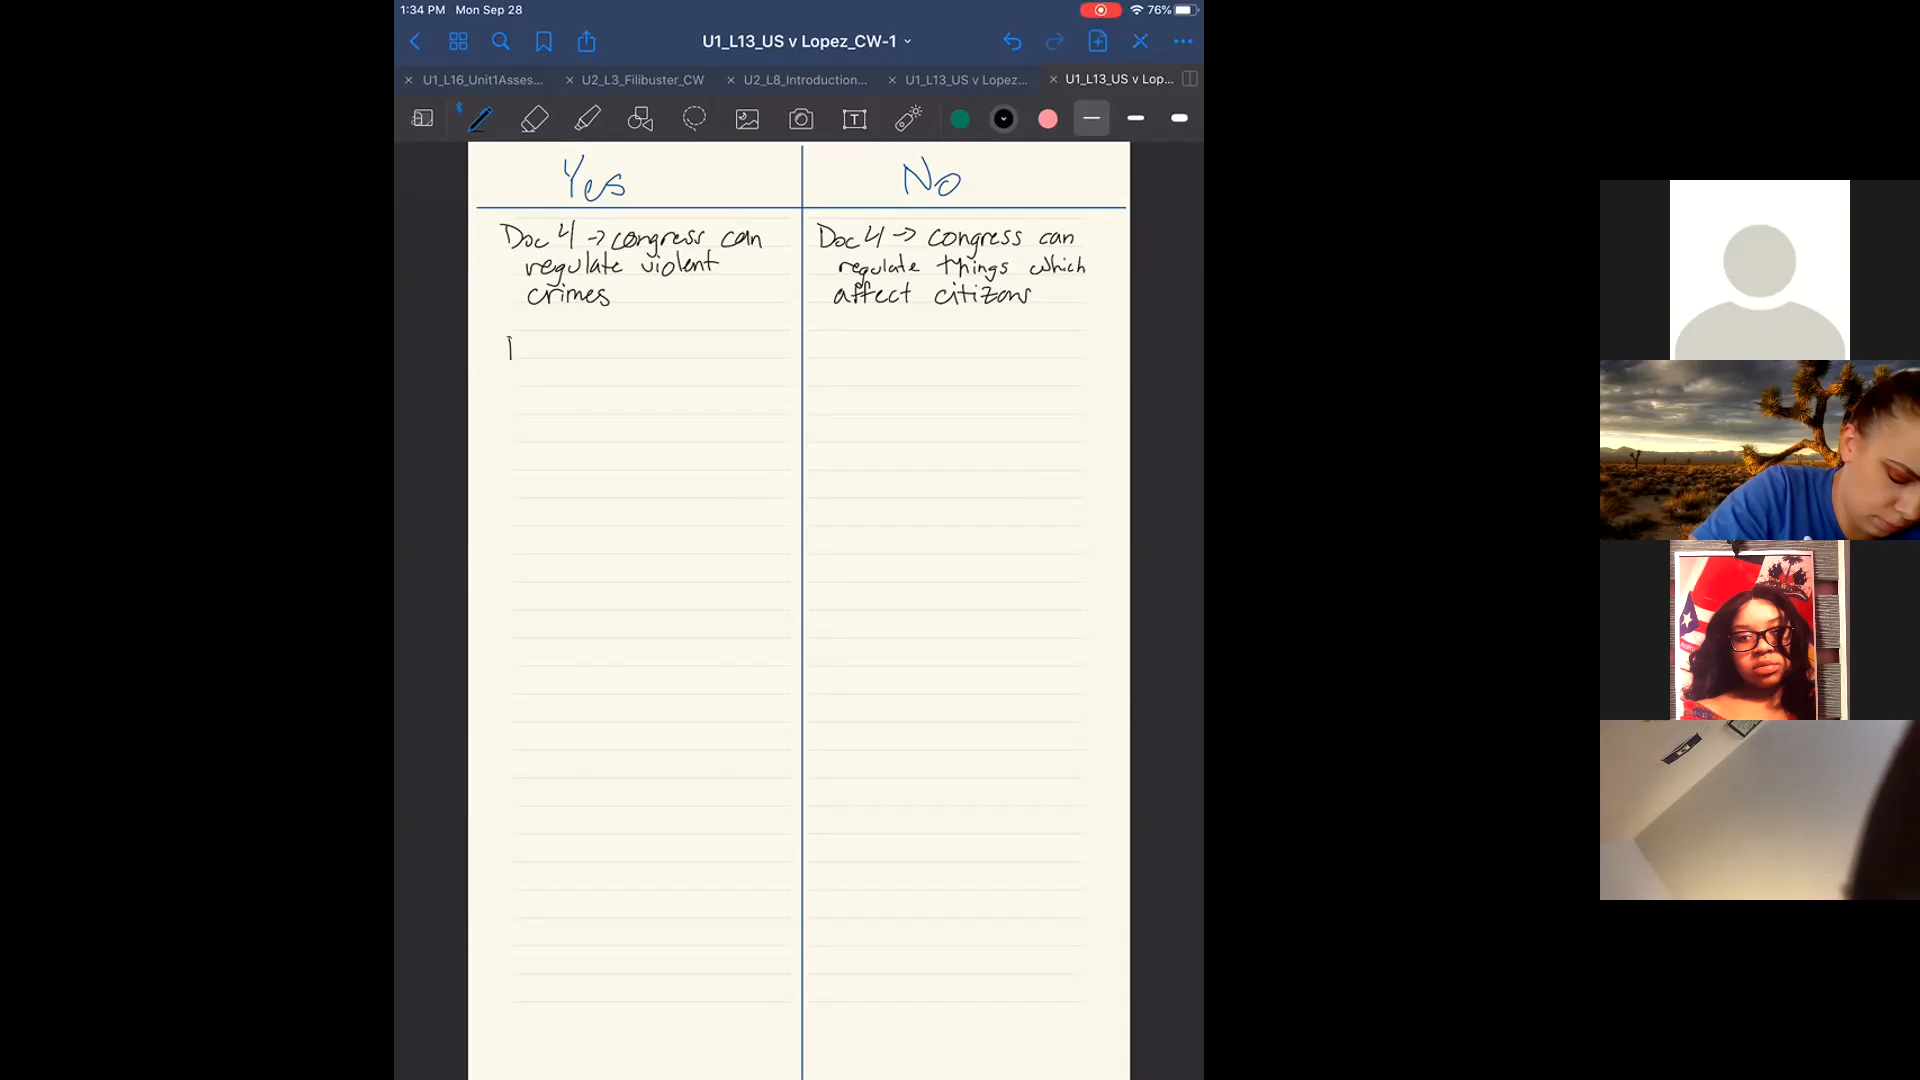 1:34 PM Mon Sep 28
76%
U1_L13_US v Lopez_CW-1
U1_L16_Unit1Asses...
U2_L3_Filibuster_CW
U2_L8_Introduction...
U1_L13_US v Lopez...
U1_L13_US v Lop...
T
Yes
No
Doc 4 -> congress can
regulate violent
crimes
Doc 4 -> congress can
regulate things which
affect citizons